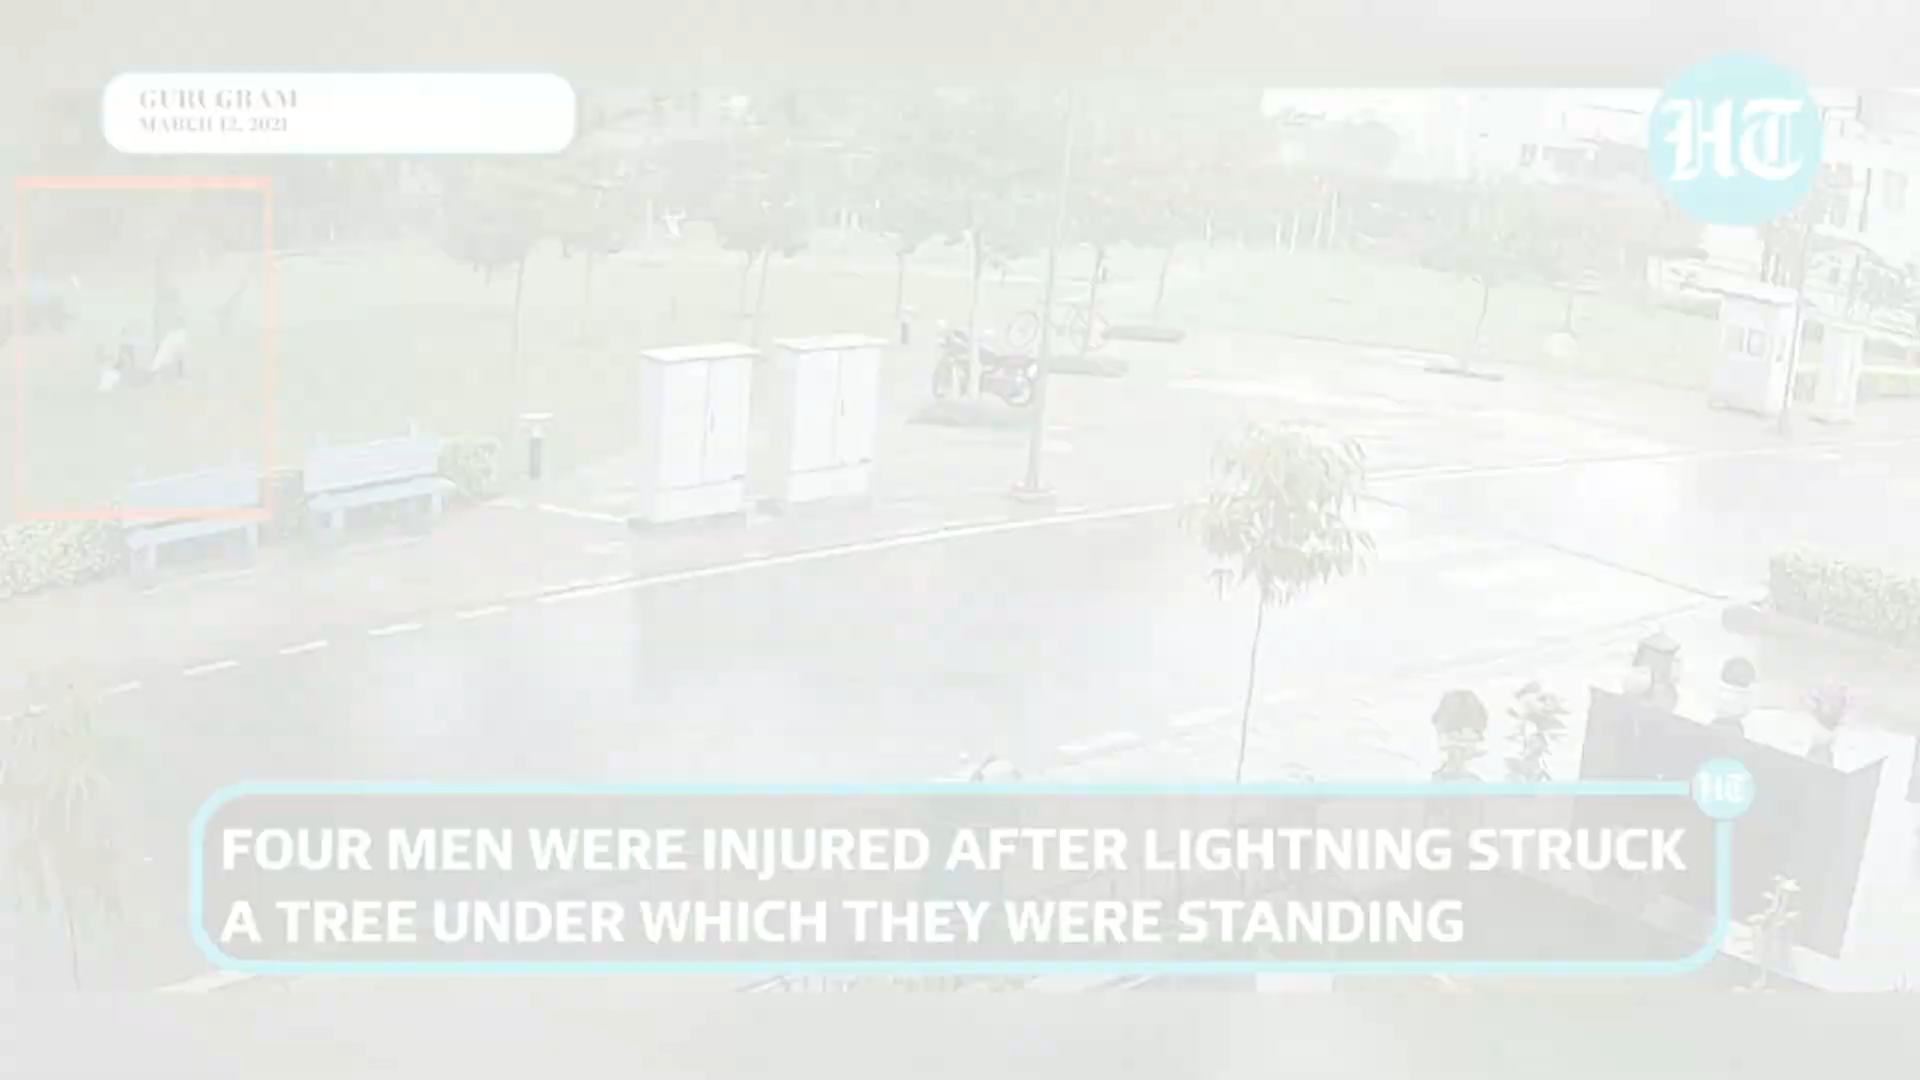 GURUGRAM
MARCH 12, 2021
HT
HT
FOUR MEN WERE INJURED AFTER LIGHTNING STRUCK
A TREE UNDER WHICH THEY WERE STANDING